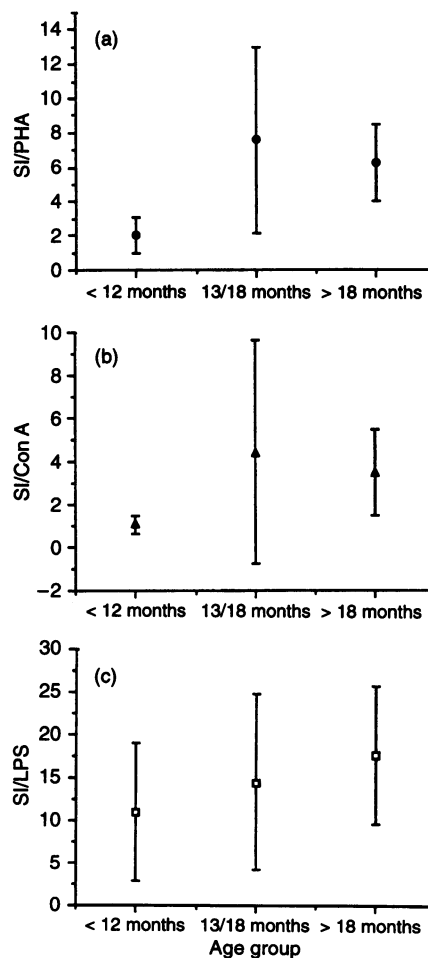 (a)
14
12
10
8
6
4
2
0
SI/PHA
< 12 months 13/18 months > 18 months
(b)
10
8
6
4
2
0
−2
SI/Con A
< 12 months 13/18 months > 18 months
(c)
30
25
20
15
10
5
0
SI/LPS
< 12 months 13/18 months > 18 months
Age group